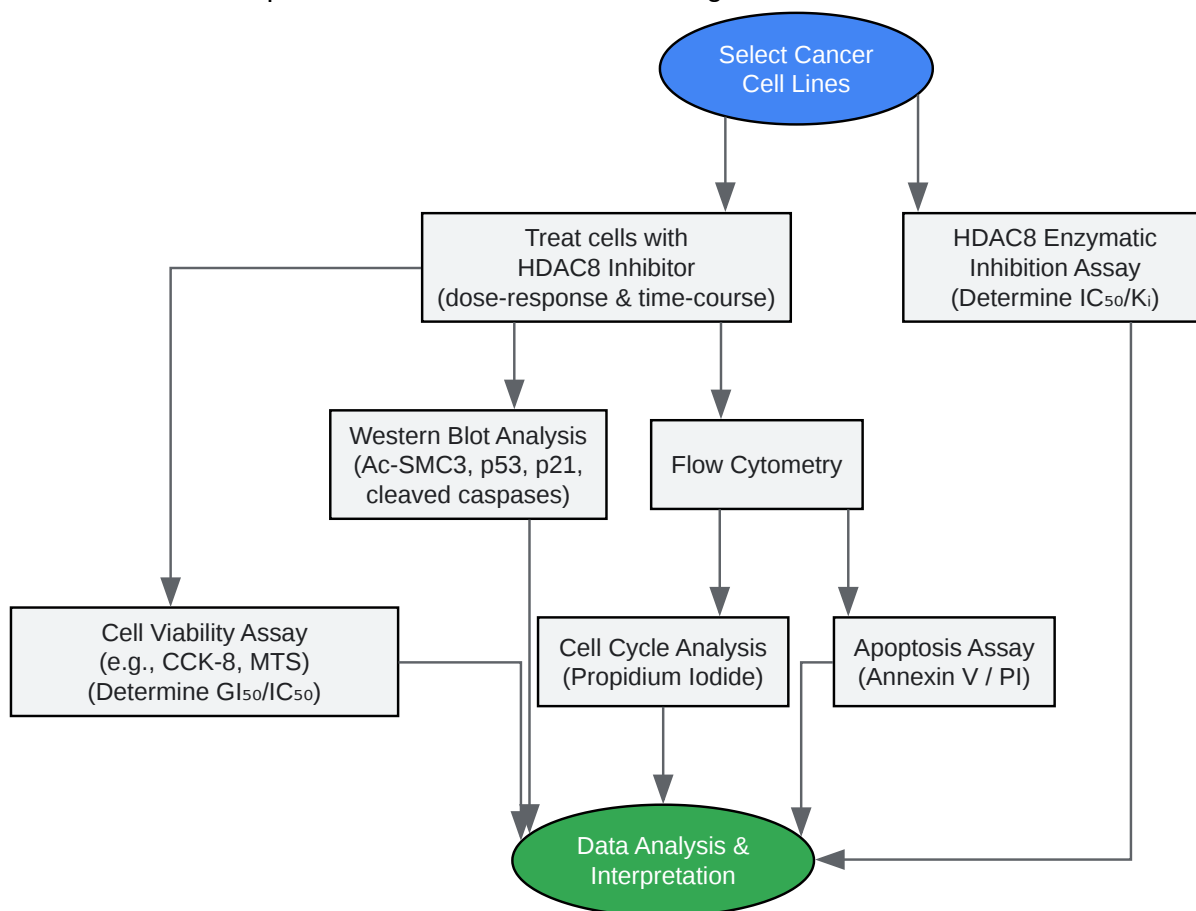 Select Cancer
Cell Lines
Treat cells with
HDAC8 Inhibitor
(dose-response & time-course)
HDAC8 Enzymatic
Inhibition Assay
(Determine IC₅₀/Kᵢ)
Western Blot Analysis
(Ac-SMC3, p53, p21,
cleaved caspases)
Flow Cytometry
Cell Viability Assay
(e.g., CCK-8, MTS)
(Determine GI₅₀/IC₅₀)
Cell Cycle Analysis
(Propidium Iodide)
Apoptosis Assay
(Annexin V / PI)
Data Analysis &
Interpretation